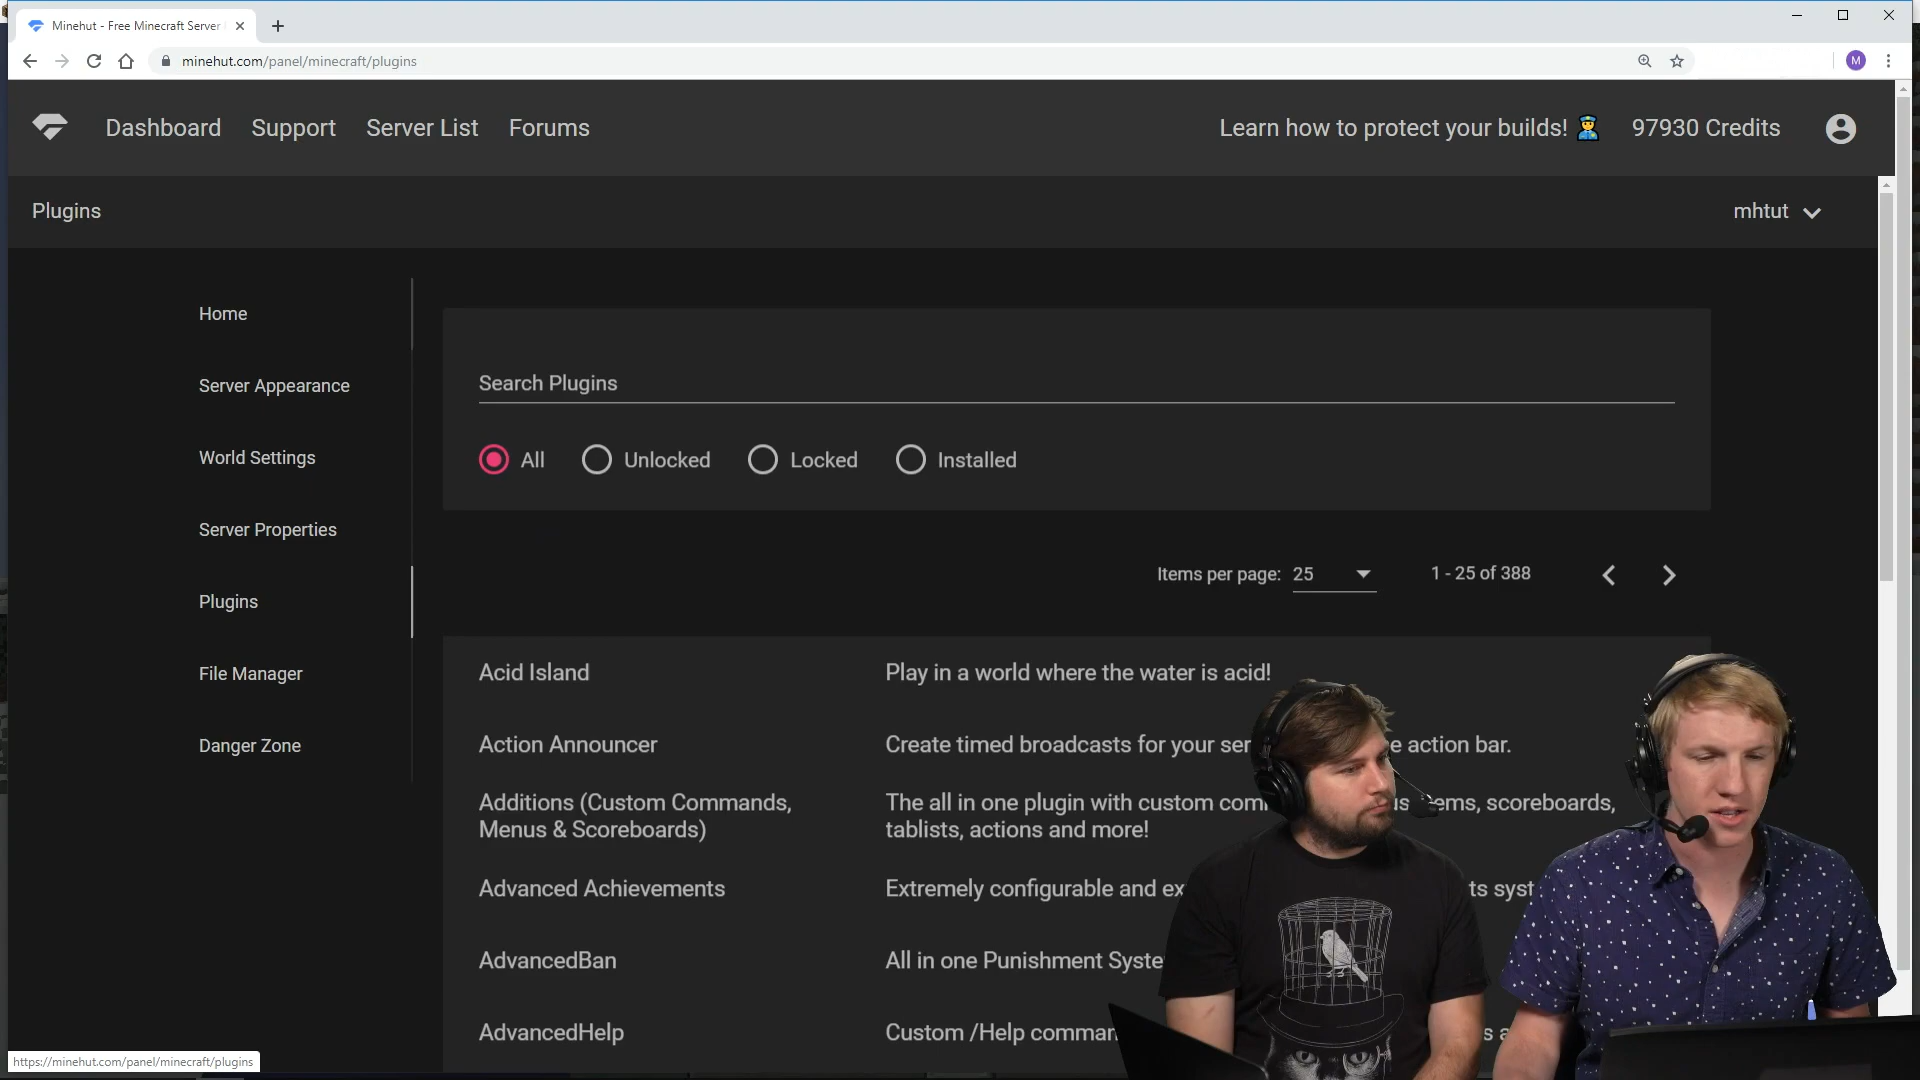 Minehut - Free Minecraft Server
minehut.com/panel/minecraft/plugins
M
Dashboard Support Server List Forums Learn how to protect your builds! 97930 Credits
Plugins mhtut
Home
Server Appearance
World Settings
Server Properties
Plugins
File Manager
Danger Zone
Search Plugins
All Unlocked Locked Installed
Items per page: 25 1 - 25 of 388
Acid Island Play in a world where the water is acid!
Action Announcer Create timed broadcasts for your action bar.
Additions (Custom Commands, The all in one plugin with custom scoreboards,
Menus & Scoreboards) tablists, actions and more!
Advanced Achievements Extremely configurable and
AdvancedBan All in one Punishment
AdvancedHelp Custom /Help
https://minehut.com/panel/minecraft/plugins